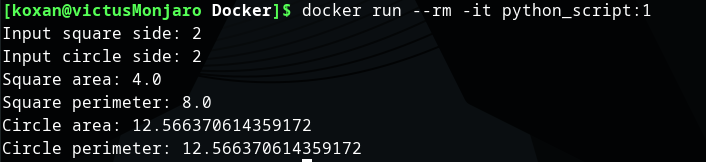 [koxan@victusMonjaro Docker]$ docker run --rm -it python_script:1
Input square side: 2
Input circle side: 2
Square area: 4.0
Square perimeter: 8.0
Circle area: 12.566370614359172
Circle perimeter: 12.566370614359172